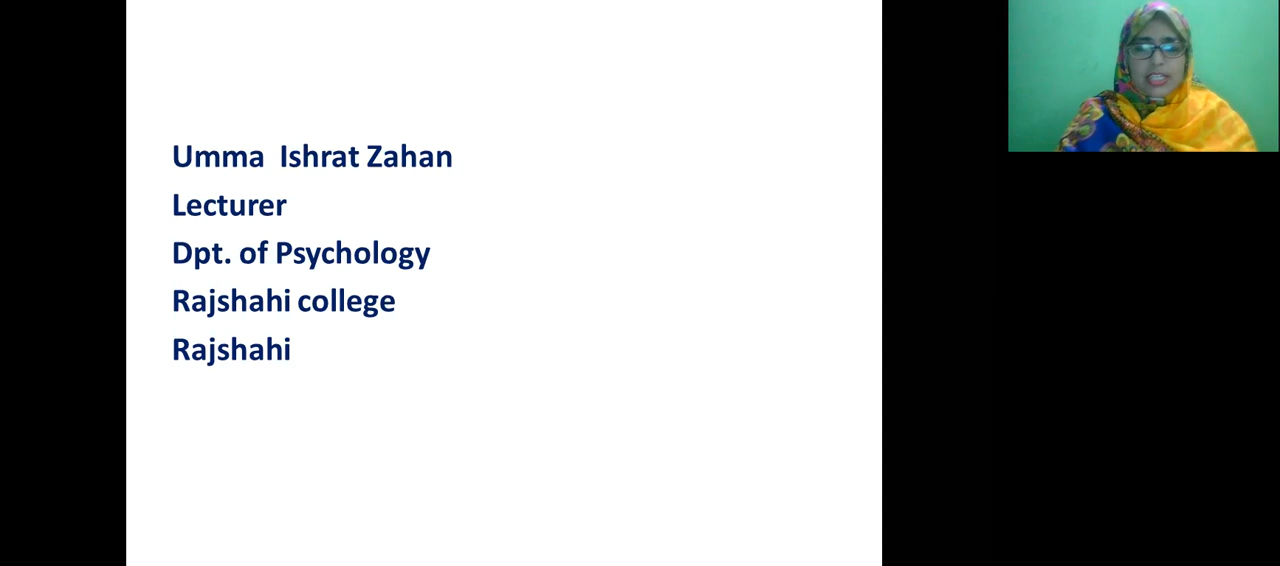 Umma Ishrat Zahan
Lecturer
Dpt. of Psychology
Rajshahi college
Rajshahi